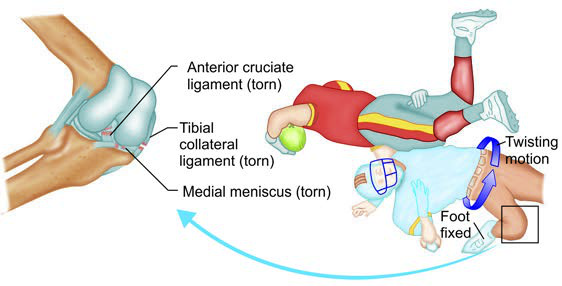 Anterior cruciate
ligament (torn)
Tibial
collateral
ligament (torn)
Medial meniscus (torn)
Twisting
motion
Foot
fixed